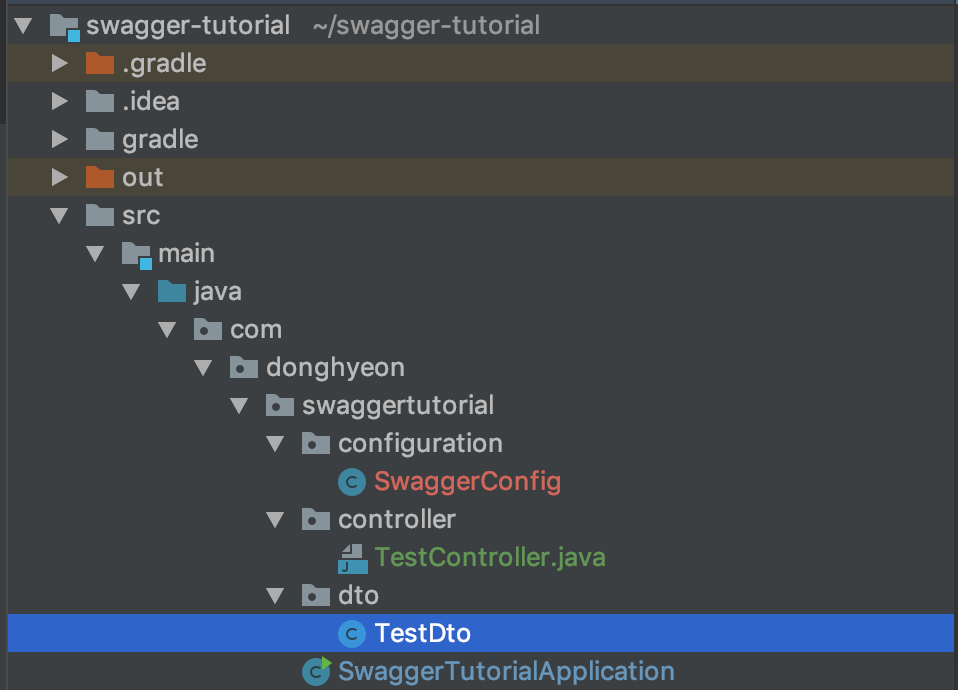 swagger-tutorial ~/swagger-tutorial
.gradle
.idea
gradle
out
src
main
java
com
donghyeon
swaggertutorial
configuration
C SwaggerConfig
controller
J TestController.java
dto
C TestDto
C SwaggerTutorialApplication